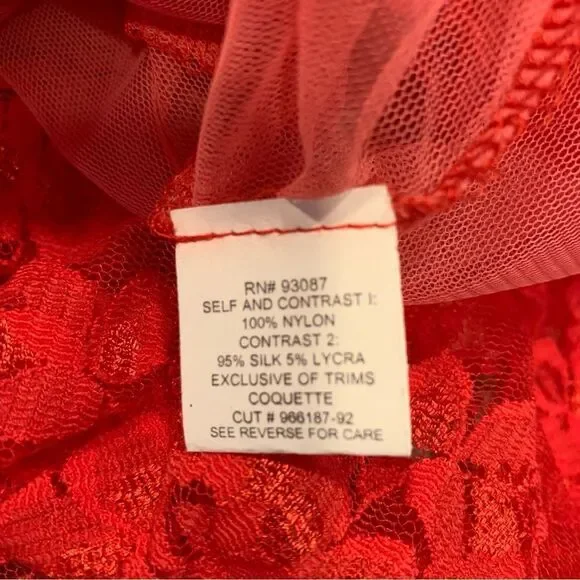 RN# 93087
SELF AND CONTRAST 1:
100% NYLON
CONTRAST 2:
95% SILK 5% LYCRA
EXCLUSIVE OF TRIMS
COQUETTE
CUT # 966187-92
SEE REVERSE FOR CARE